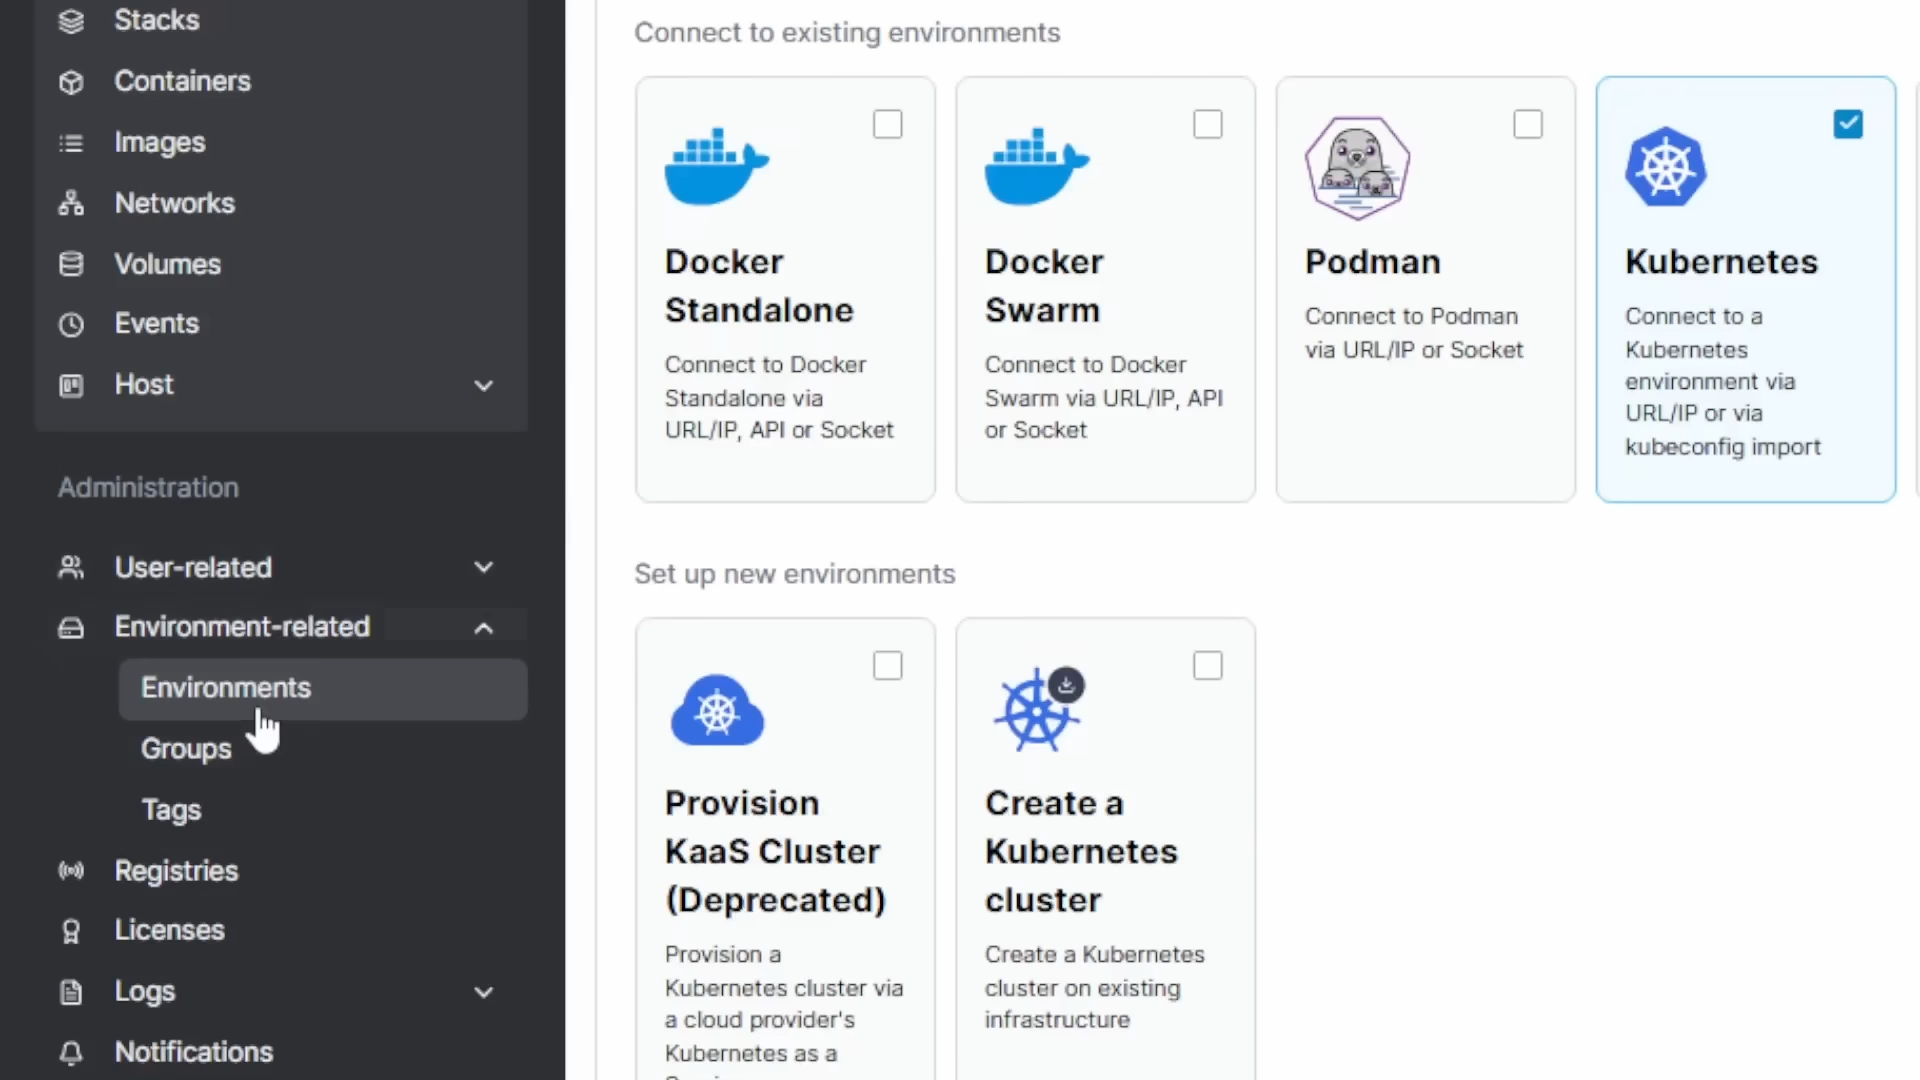 Stacks
Containers
Images
Networks
Volumes
Events
Host
Administration
User-related
Environment-related
Environments
Groups
Tags
Registries
Licenses
Logs
Notifications
Connect to existing environments
Docker
Standalone
Connect to Docker
Standalone via
URL/IP, API or Socket
Docker
Swarm
Connect to Docker
Swarm via URL/IP, API
or Socket
Podman
Connect to Podman
via URL/IP or Socket
Kubernetes
Connect to a
Kubernetes
environment via
URL/IP or via
kubeconfig import
Set up new environments
Provision
KaaS Cluster
(Deprecated)
Provision a
Kubernetes cluster via
a cloud provider's
Kubernetes as a
Create a
Kubernetes
cluster
Create a Kubernetes
cluster on existing
infrastructure